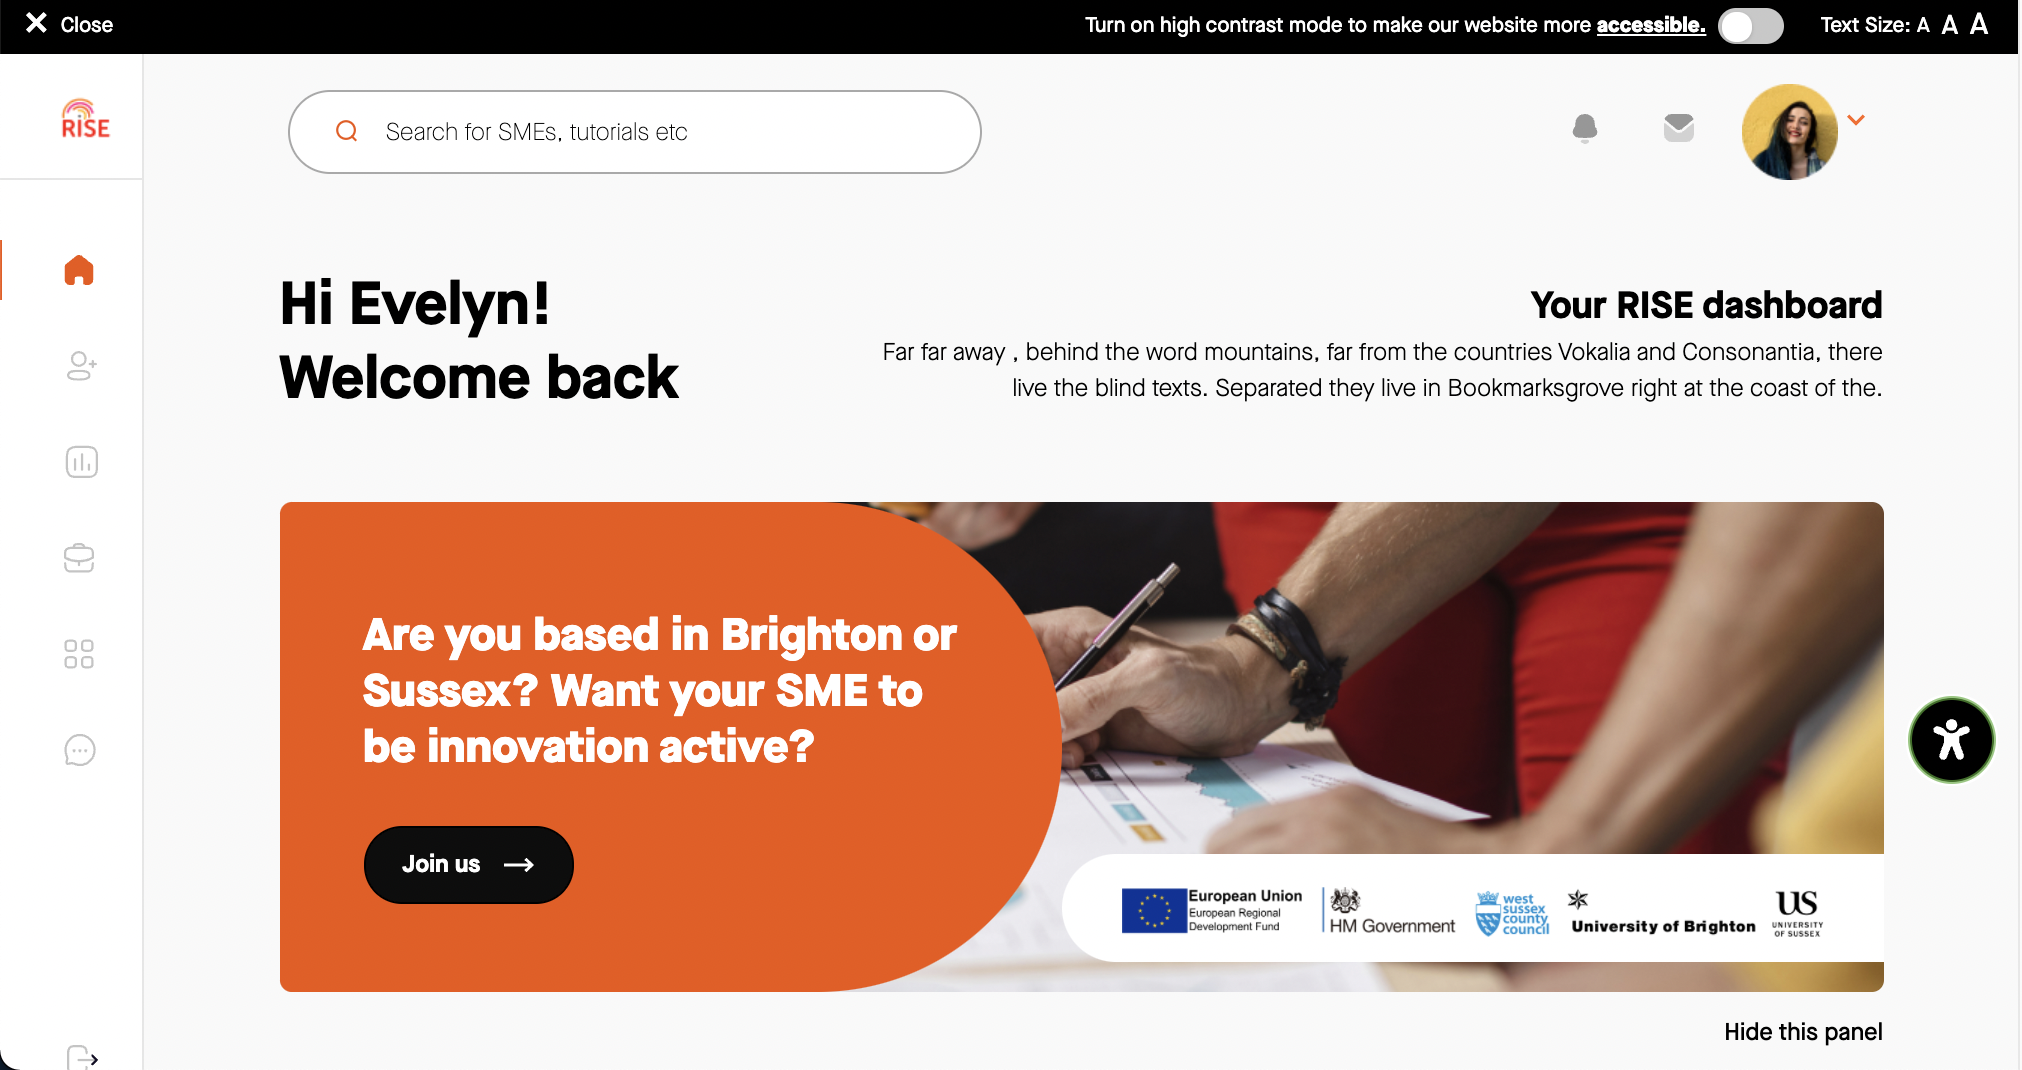 Close
Turn on high contrast mode to make our website more accessible.
Text Size: A A A
RISE
Search for SMEs, tutorials etc
Hi Evelyn!
Welcome back
Your RISE dashboard
Far far away , behind the word mountains, far from the countries Vokalia and Consonantia, there
live the blind texts. Separated they live in Bookmarksgrove right at the coast of the.
Are you based in Brighton or
Sussex? Want your SME to
be innovation active?
Join us
European Union
European Regional
Development Fund
HM Government
west
sussex
county
council
University of Brighton
US
UNIVERSITY
OF SUSSEX
Hide this panel